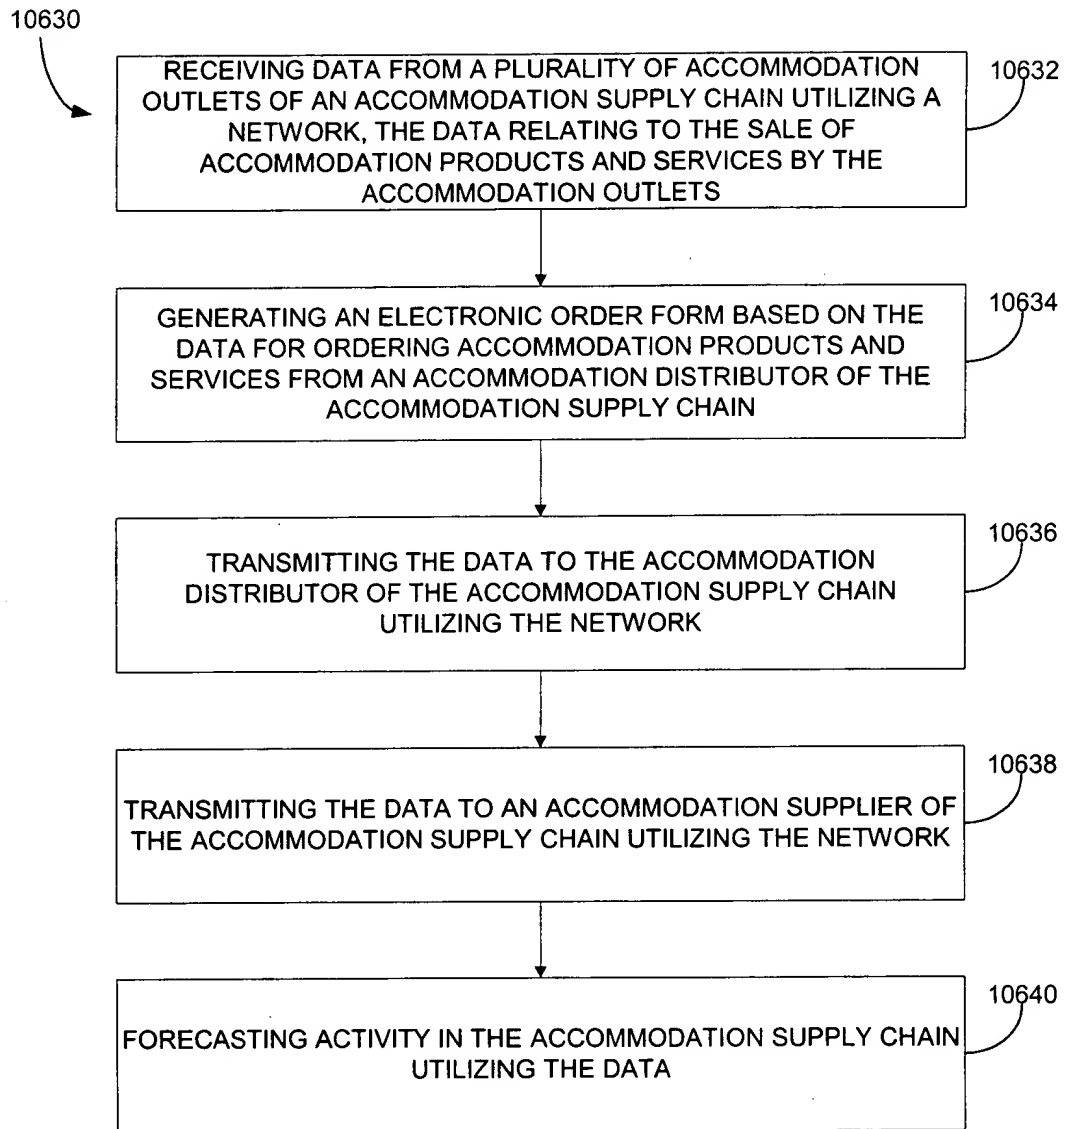 10630
RECEIVING DATA FROM A PLURALITY OF ACCOMMODATION
OUTLETS OF AN ACCOMMODATION SUPPLY CHAIN UTILIZING A
NETWORK, THE DATA RELATING TO THE SALE OF
ACCOMMODATION PRODUCTS AND SERVICES BY THE
ACCOMMODATION OUTLETS
10632
GENERATING AN ELECTRONIC ORDER FORM BASED ON THE
DATA FOR ORDERING ACCOMMODATION PRODUCTS AND
SERVICES FROM AN ACCOMMODATION DISTRIBUTOR OF THE
ACCOMMODATION SUPPLY CHAIN
10634
TRANSMITTING THE DATA TO THE ACCOMMODATION
DISTRIBUTOR OF THE ACCOMMODATION SUPPLY CHAIN
UTILIZING THE NETWORK
10636
TRANSMITTING THE DATA TO AN ACCOMMODATION SUPPLIER OF
THE ACCOMMODATION SUPPLY CHAIN UTILIZING THE NETWORK
10638
FORECASTING ACTIVITY IN THE ACCOMMODATION SUPPLY CHAIN
UTILIZING THE DATA
10640